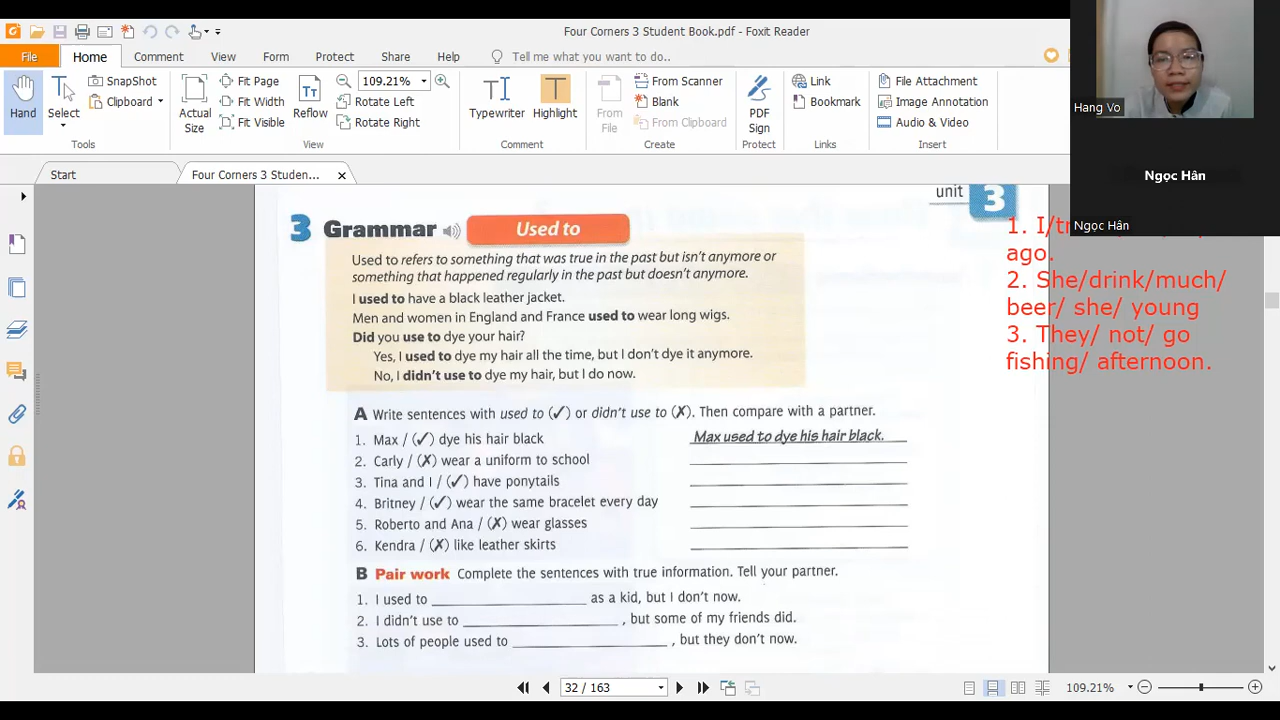 Four Corners 3 Student Book.pdf - Foxit Reader
File Home Comment View Form Protect Share Help Tell me what you want to do..
Hand
Select
SnapShot
Clipboard
Tools
Actual Size
Fit Page
Fit Width
Fit Visible
Reflow
109.21%
Rotate Left
Rotate Right
View
Typewriter
Highlight
Comment
From File
From Scanner
Blank
From Clipboard
Create
PDF Sign
Protect
Link
Bookmark
Links
File Attachment
Image Annotation
Audio & Video
Insert
Hang Vo
Ngọc Hân
Ngọc Hân
Start
Four Corners 3 Studen...
unit 3
3 Grammar Used to
Used to refers to something that was true in the past but isn't anymore or
something that happened regularly in the past but doesn't anymore.
I used to have a black leather jacket.
Men and women in England and France used to wear long wigs.
Did you use to dye your hair?
Yes, I used to dye my hair all the time, but I don't dye it anymore.
No, I didn't use to dye my hair, but I do now.
A Write sentences with used to (✓) or didn't use to (✗). Then compare with a partner.
1. Max / (✓) dye his hair black Max used to dye his hair black.
2. Carly / (✗) wear a uniform to school
3. Tina and I / (✓) have ponytails
4. Britney / (✓) wear the same bracelet every day
5. Roberto and Ana / (✗) wear glasses
6. Kendra / (✗) like leather skirts
B Pair work Complete the sentences with true information. Tell your partner.
1. I used to ____ as a kid, but I don't now.
2. I didn't use to ____ , but some of my friends did.
3. Lots of people used to ____ , but they don't now.
1. I/
ago.
2. She/drink/much/
beer/ she/ young
3. They/ not/ go
fishing/ afternoon.
32 / 163
109.21%